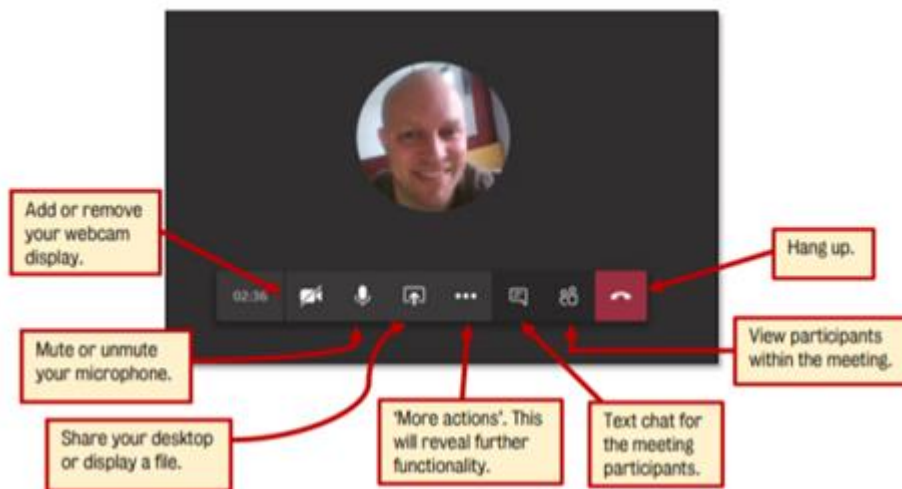 Add or remove
your webcam
display.
Hang up.
02:36
Mute or unmute
your microphone.
View participants
within the meeting.
Share your desktop
or display a file.
'More actions'. This
will reveal further
functionality.
Text chat for
the meeting
participants.